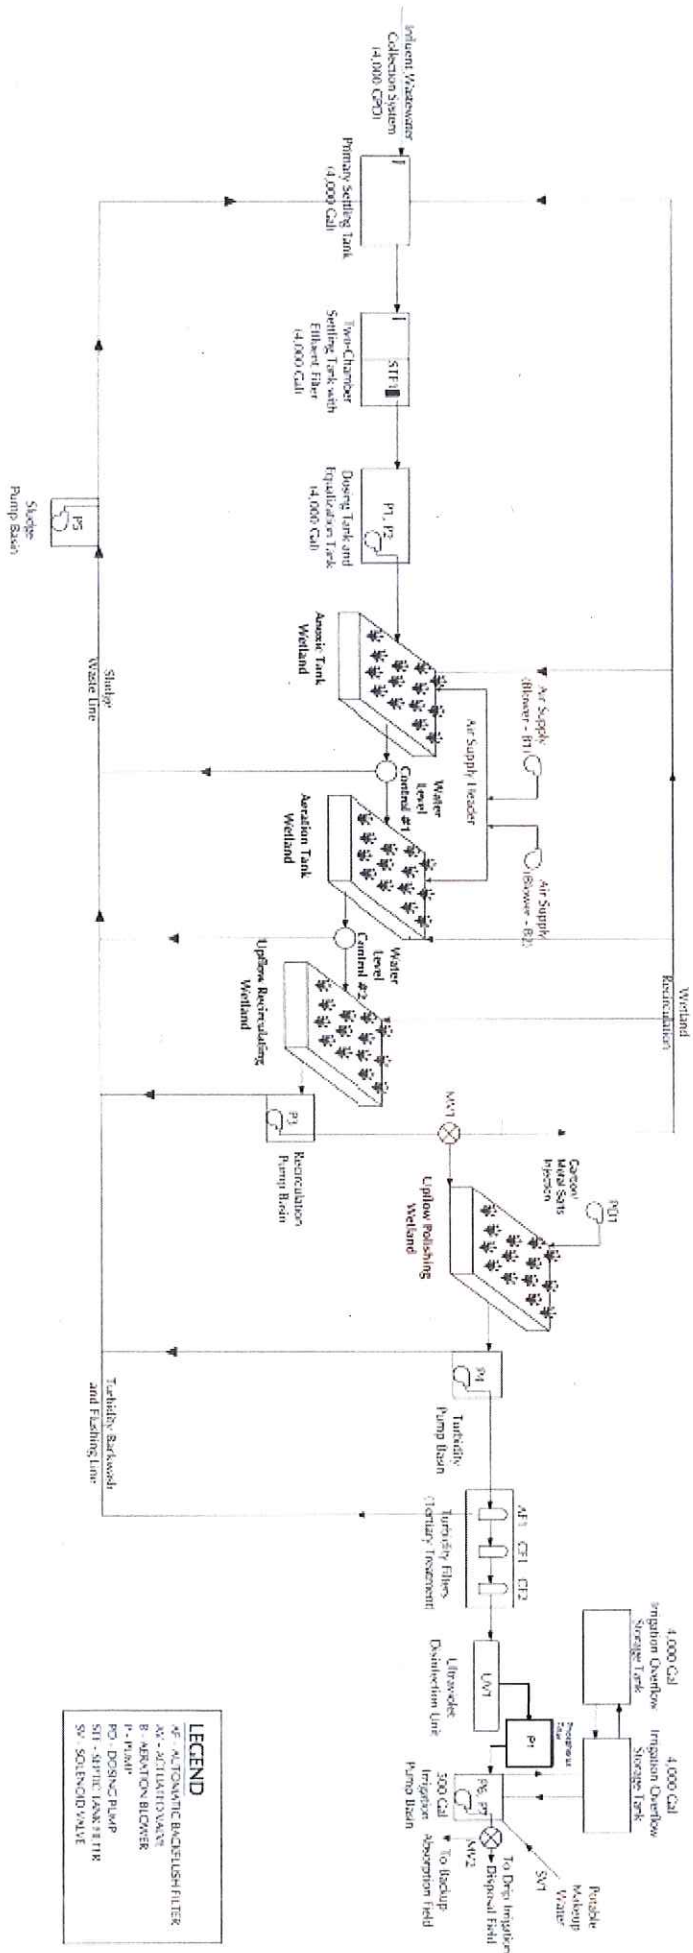 Influent Wastewater
Collection System
(4,000 GPD)
Primary Settling Tank
(4,000 Gal)
STF1
Two-Chamber
Settling Tank with
Effluent Filter
(4,000 Gal)
P1, P2
Dosing Tank and
Equalization Tank
(4,000 Gal)
P5
Sludge
Pump Basin
Sludge
Waste Line
Anoxic Tank
Wetland
Air Supply
(Blower - B1)
Air Supply Header
Air Supply
(Blower - B2)
Water
Level
Control #1
Aeration Tank
Wetland
Water
Level
Control #2
Upflow Recirculating
Wetland
Wetland
Recirculation
P3
Recirculation
Pump Basin
MV1
Carbon/
Metal Salts
Injection
PD1
Upflow Polishing
Wetland
P4
Turbidity
Pump Basin
Turbidity Backwash
and Flushing Line
AF1 CF1 CF2
Turbidity Filters
(Tertiary Treatment)
UV1
Ultraviolet
Disinfection Unit
P1
Phosphorus
Filter
4,000 Gal
Irrigation Overflow
Storage Tank
4,000 Gal
Irrigation Overflow
Storage Tank
P6, P7
500 Gal
Irrigation
Pump Basin
MV2
To Drip Irrigation
Disposal Field
To Backup
Absorption Field
SV1
Potable
Makeup
Water
LEGEND
AF - AUTOMATIC BACKFLUSH FILTER
AV - ACTUATED VALVE
B - AERATION BLOWER
P - PUMP
PD - DOSING PUMP
STF - SEPTIC TANK FILTER
SV - SOLENOID VALVE